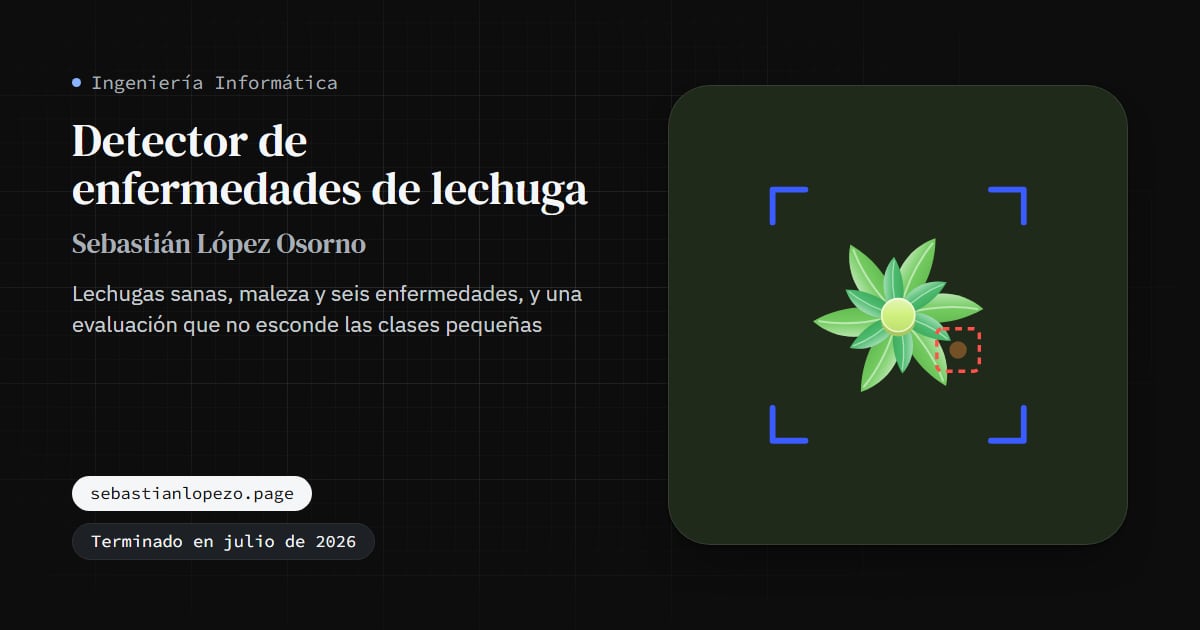 Ingeniería Informática
Detector de
enfermedades de lechuga
Sebastián López Osorno
Lechugas sanas, maleza y seis enfermedades, y una
evaluación que no esconde las clases pequeñas
sebastianlopezo.page
Terminado en julio de 2026